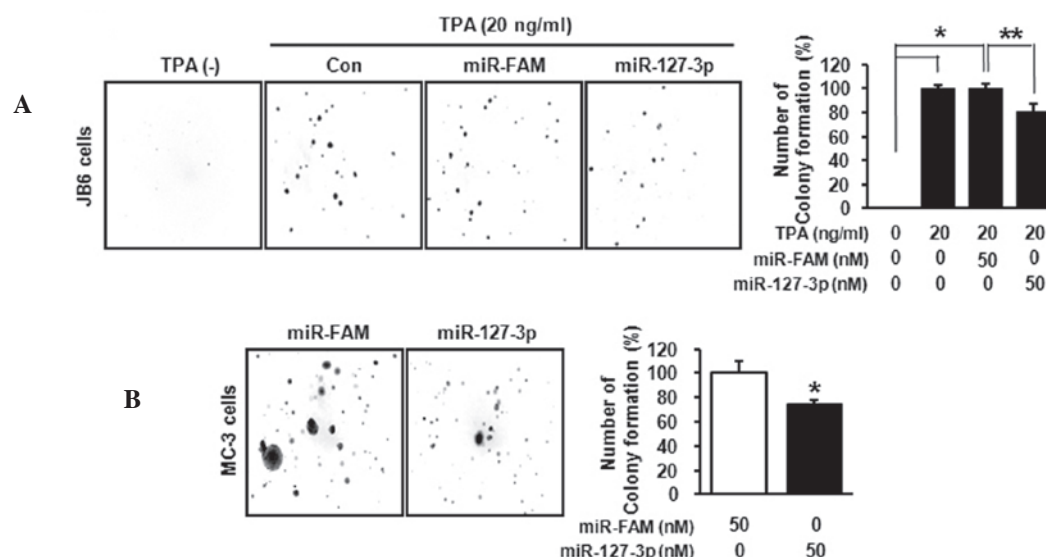 A
TPA (20 ng/ml)
TPA (-) Con miR-FAM miR-127-3p
JB6 cells
Number of
Colony formation (%)
* **
120
100
80
60
40
20
0
TPA (ng/ml) 0 20 20 20
miR-FAM (nM) 0 0 50 0
miR-127-3p (nM) 0 0 0 50
B
miR-FAM miR-127-3p
MC-3 cells
Number of
Colony formation (%)
120
100
80
60
40
20
0
*
miR-FAM (nM) 50 0
miR-127-3p (nM) 0 50